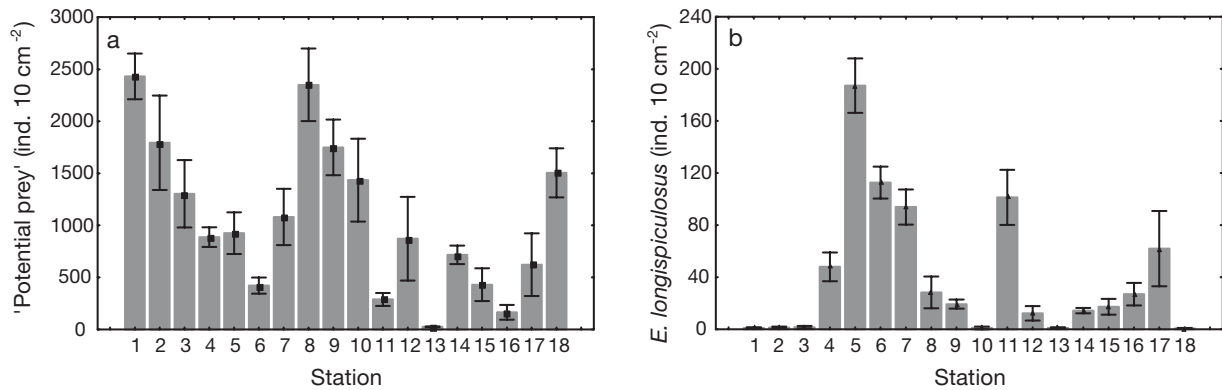 a
'Potential prey' (ind. 10 cm⁻²)
3000
2500
2000
1500
1000
500
0
1 2 3 4 5 6 7 8 9 10 11 12 13 14 15 16 17 18
Station
b
E. longispiculosus (ind. 10 cm⁻²)
240
200
160
120
80
40
0
1 2 3 4 5 6 7 8 9 10 11 12 13 14 15 16 17 18
Station